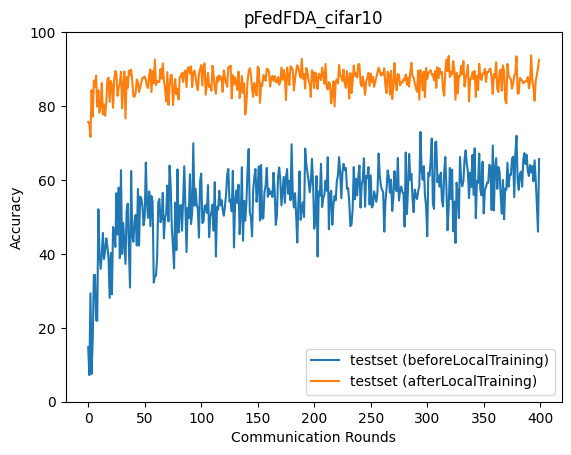 pFedFDA_cifar10
100
80
60
40
20
0
Accuracy
0 50 100 150 200 250 300 350 400
Communication Rounds
testset (beforeLocalTraining)
testset (afterLocalTraining)